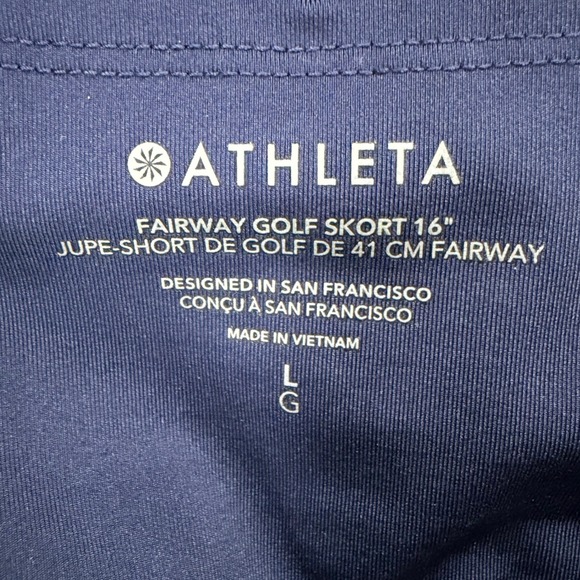 ATHLETA
FAIRWAY GOLF SKORT 16"
JUPE-SHORT DE GOLF DE 41 CM FAIRWAY
DESIGNED IN SAN FRANCISCO
CONÇU À SAN FRANCISCO
MADE IN VIETNAM
L
G